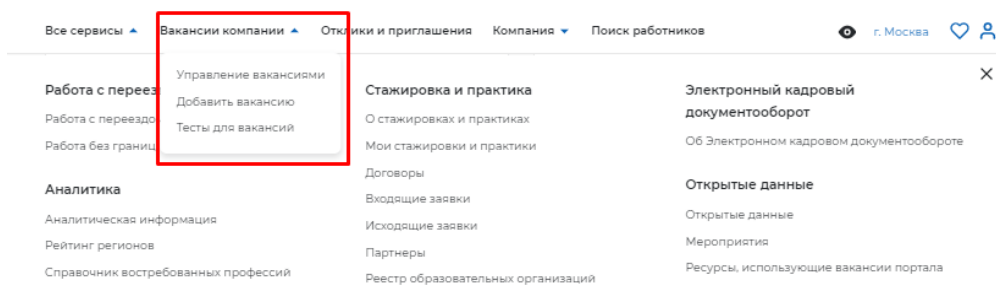 Все сервисы Вакансии компании Отклики и приглашения Компания Поиск работников г. Москва
Управление вакансиями
Добавить вакансию
Тесты для вакансий
Работа с
Работа с
Работа без
Аналитика
Аналитическая информация
Рейтинг регионов
Справочник востребованных профессий
Стажировка и практика
О стажировках и практиках
Мои стажировки и практики
Договоры
Входящие заявки
Исходящие заявки
Партнеры
Реестр образовательных организаций
Электронный кадровый
документооборот
Об Электронном кадровом документообороте
Открытые данные
Открытые данные
Мероприятия
Ресурсы, использующие вакансии портала